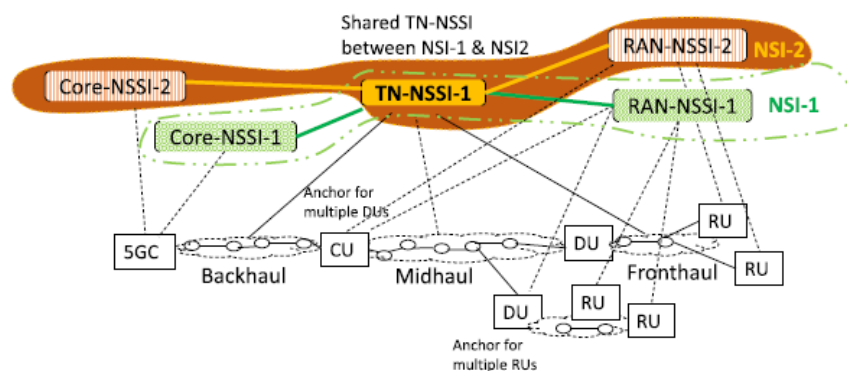 Shared TN-NSSI
between NSI-1 & NSI2
RAN-NSSI-2
NSI-2
Core-NSSI-2
TN-NSSI-1
RAN-NSSI-1
NSI-1
Core-NSSI-1
Anchor for
multiple DUs
RU
5GC
CU
DU
Backhaul
Midhaul
Fronthaul
RU
DU
RU
RU
Anchor for
multiple RUs